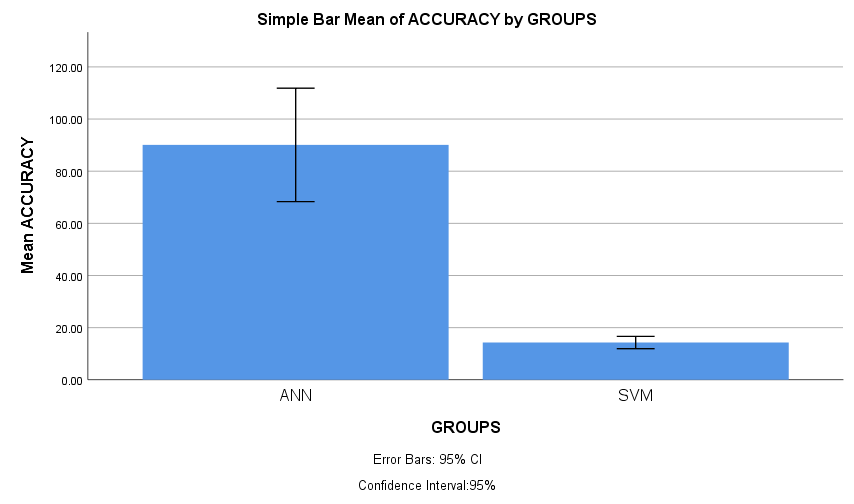 Simple Bar Mean of ACCURACY by GROUPS
Mean ACCURACY
120.00
100.00
80.00
60.00
40.00
20.00
0.00
ANN
SVM
GROUPS
Error Bars: 95% CI
Confidence Interval:95%